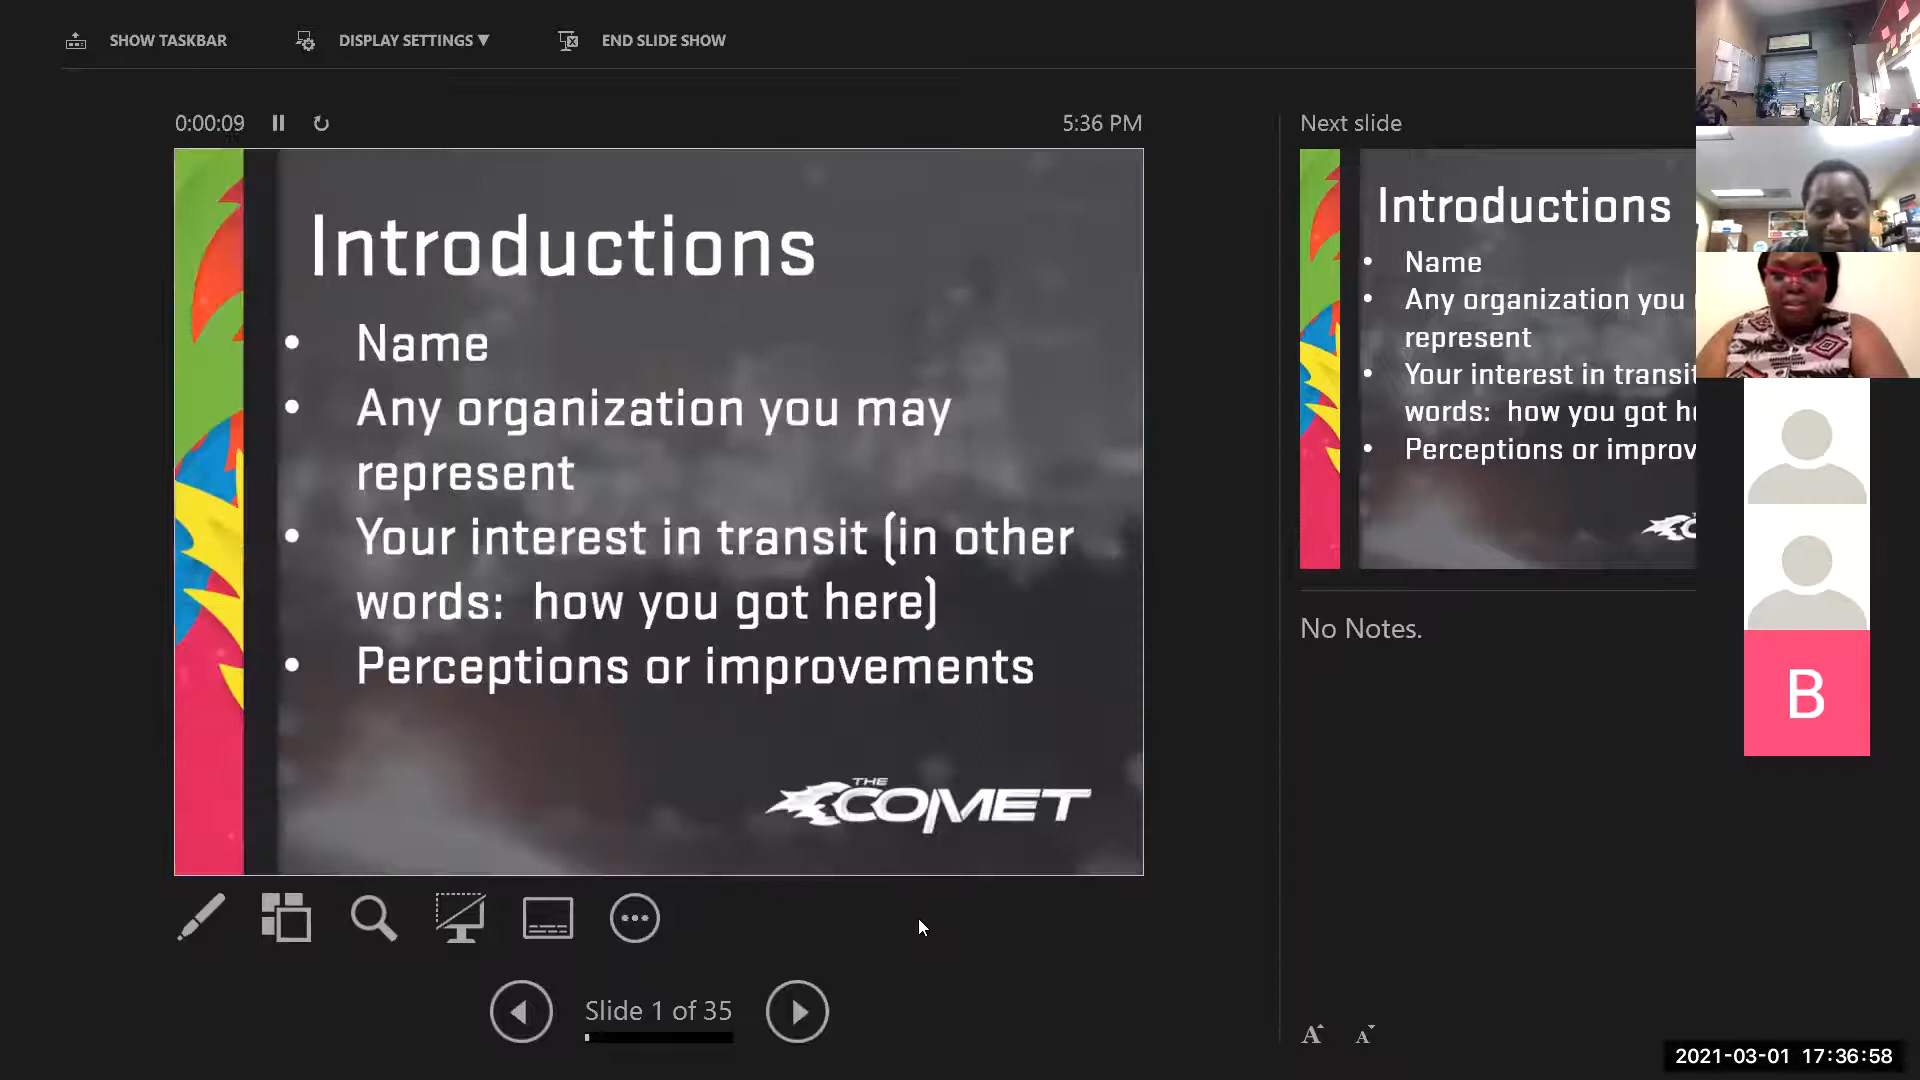 SHOW TASKBAR
DISPLAY SETTINGS ▼
END SLIDE SHOW
0:00:09
5:36 PM
Introductions
• Name
• Any organization you may
represent
• Your interest in transit (in other
words:  how you got here)
• Perceptions or improvements
THE
COMET
Slide 1 of 35
Next slide
Introductions
• Name
• Any organization you
represent
• Your interest in transit
words:  how you got
• Perceptions or improv
No Notes.
A A
B
2021-03-01 17:36:58